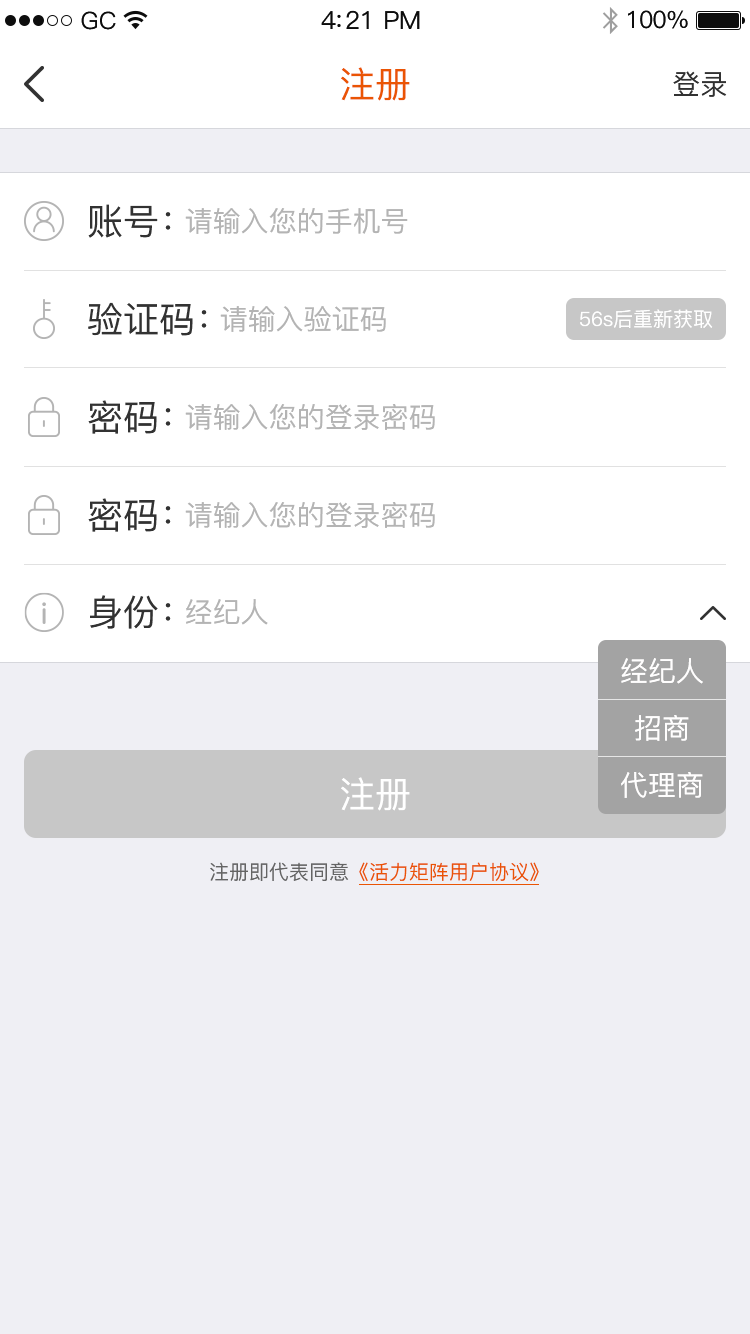 GC 4:21 PM 100%
注册 登录
账号：请输入您的手机号
验证码：请输入验证码 56s后重新获取
密码：请输入您的登录密码
密码：请输入您的登录密码
身份：经纪人
经纪人
招商
代理商
注册
注册即代表同意《活力矩阵用户协议》